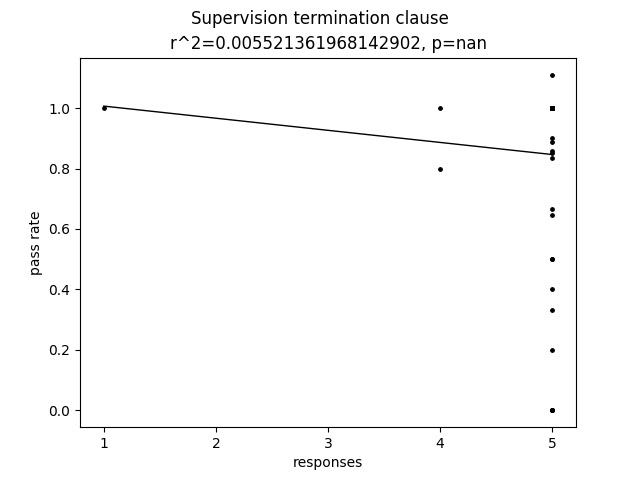 Supervision termination clause
r^2=0.005521361968142902, p=nan
1.0
0.8
0.6
0.4
0.2
0.0
pass rate
1 2 3 4 5
responses